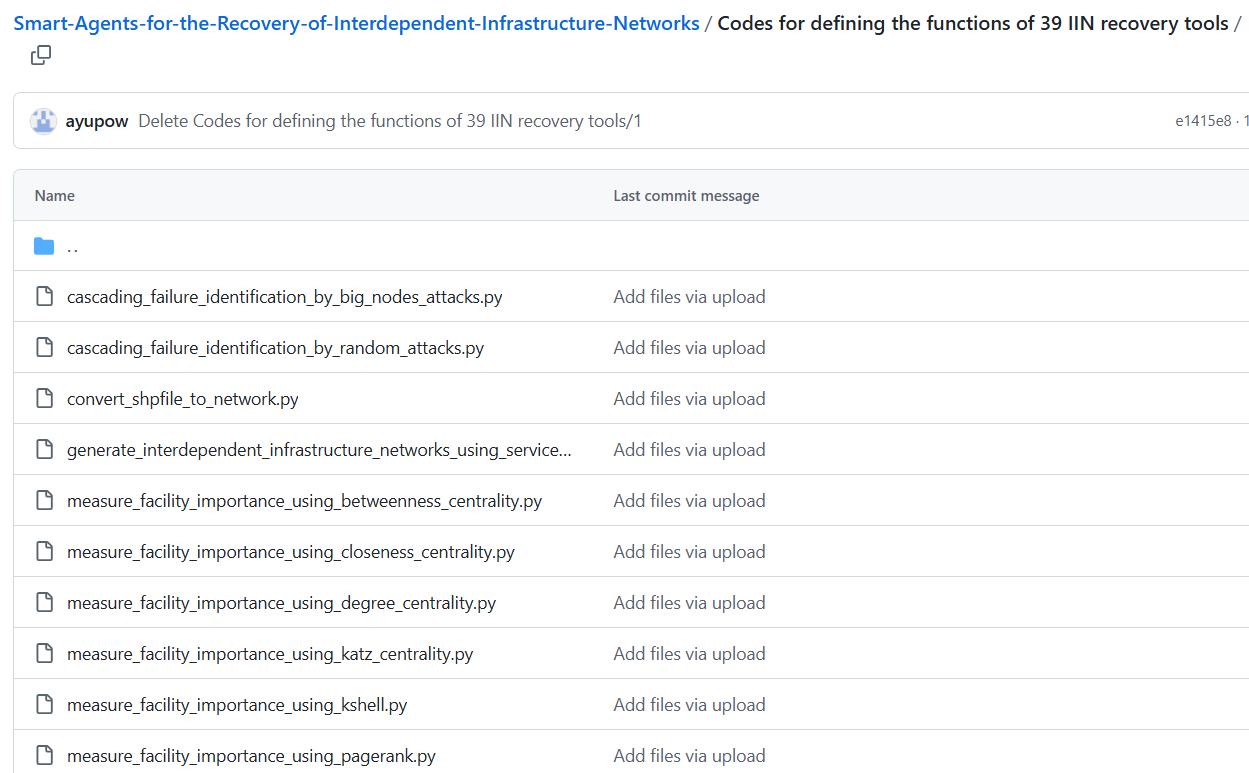 Smart-Agents-for-the-Recovery-of-Interdependent-Infrastructure-Networks / Codes for defining the functions of 39 IIN recovery tools /
ayupow Delete Codes for defining the functions of 39 IIN recovery tools/1 e1415e8 · 1
Name Last commit message
..
cascading_failure_identification_by_big_nodes_attacks.py Add files via upload
cascading_failure_identification_by_random_attacks.py Add files via upload
convert_shpfile_to_network.py Add files via upload
generate_interdependent_infrastructure_networks_using_service... Add files via upload
measure_facility_importance_using_betweenness_centrality.py Add files via upload
measure_facility_importance_using_closeness_centrality.py Add files via upload
measure_facility_importance_using_degree_centrality.py Add files via upload
measure_facility_importance_using_katz_centrality.py Add files via upload
measure_facility_importance_using_kshell.py Add files via upload
measure_facility_importance_using_pagerank.py Add files via upload